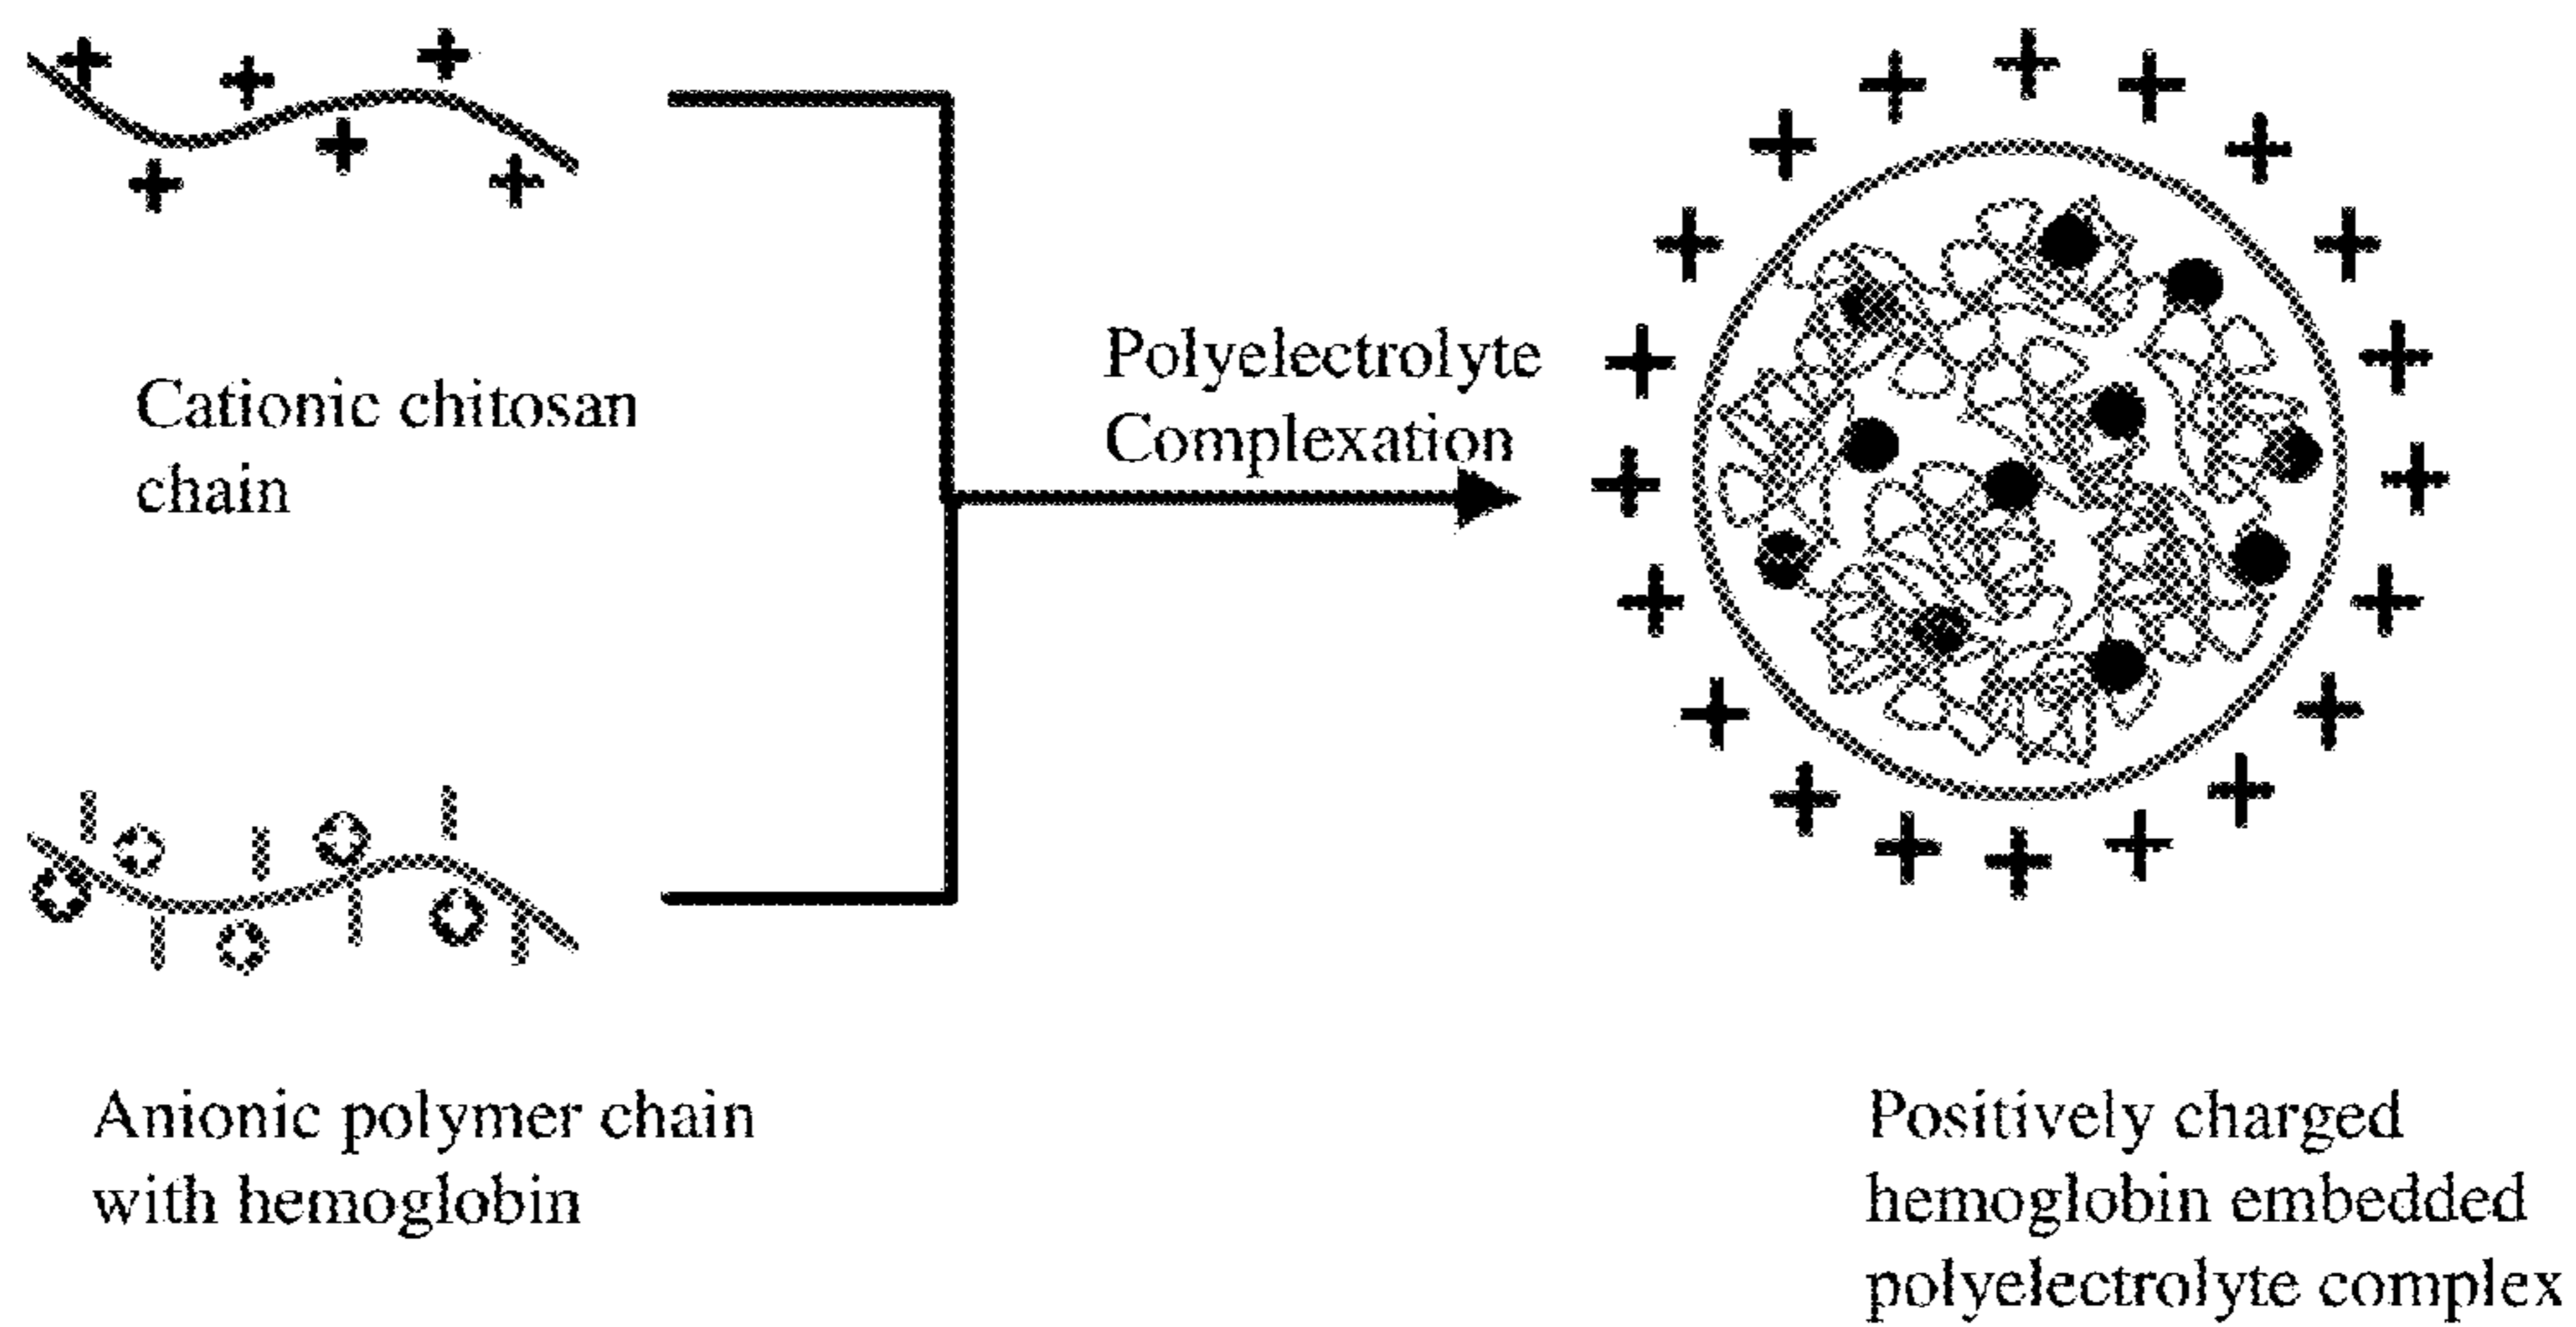 Cationic chitosan
chain
Polyelectrolyte
Complexation
Anionic polymer chain
with hemoglobin
Positively charged
hemoglobin embedded
polyelectrolyte complex